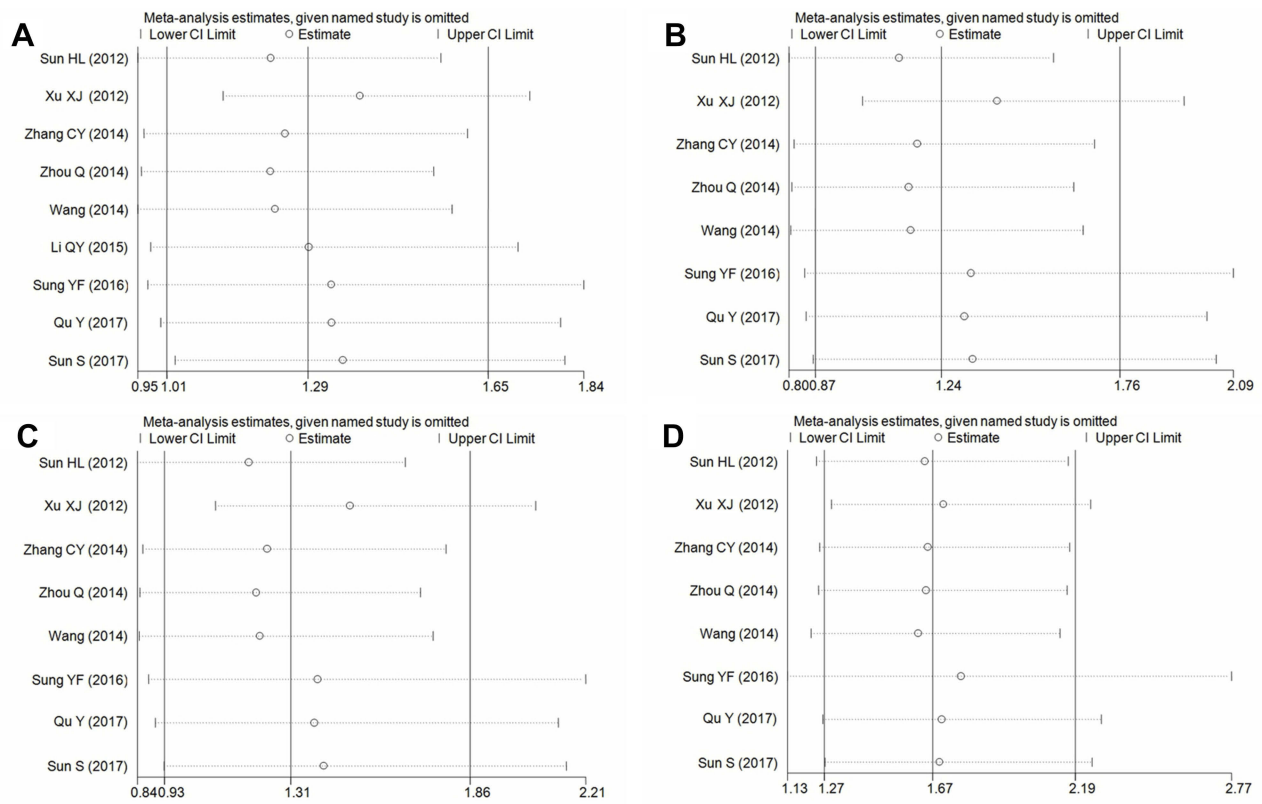 A
Meta-analysis estimates, given named study is omitted
Lower CI Limit Estimate Upper CI Limit
Sun HL (2012)
Xu XJ (2012)
Zhang CY (2014)
Zhou Q (2014)
Wang (2014)
Li QY (2015)
Sung YF (2016)
Qu Y (2017)
Sun S (2017)
0.95 1.01 1.29 1.65 1.84
B
Meta-analysis estimates, given named study is omitted
Lower CI Limit Estimate Upper CI Limit
Sun HL (2012)
Xu XJ (2012)
Zhang CY (2014)
Zhou Q (2014)
Wang (2014)
Sung YF (2016)
Qu Y (2017)
Sun S (2017)
0.80 0.87 1.24 1.76 2.09
C
Meta-analysis estimates, given named study is omitted
Lower CI Limit Estimate Upper CI Limit
Sun HL (2012)
Xu XJ (2012)
Zhang CY (2014)
Zhou Q (2014)
Wang (2014)
Sung YF (2016)
Qu Y (2017)
Sun S (2017)
0.84 0.93 1.31 1.86 2.21
D
Meta-analysis estimates, given named study is omitted
Lower CI Limit Estimate Upper CI Limit
Sun HL (2012)
Xu XJ (2012)
Zhang CY (2014)
Zhou Q (2014)
Wang (2014)
Sung YF (2016)
Qu Y (2017)
Sun S (2017)
1.13 1.27 1.67 2.19 2.77